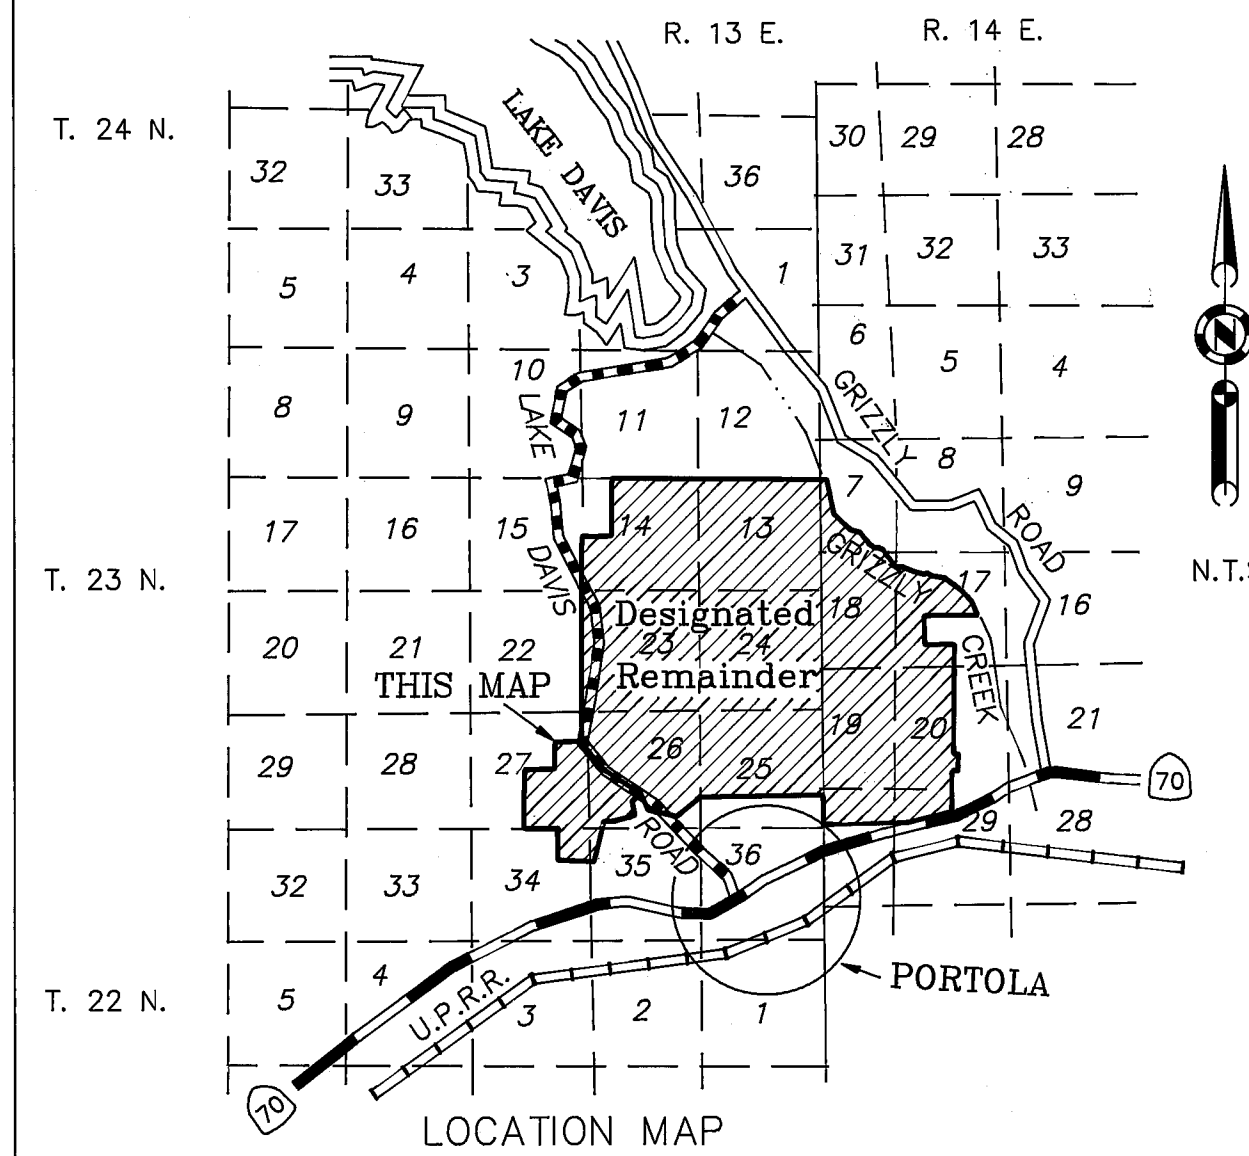 R. 13 E.
R. 14 E.
T. 24 N.
LAKE DAVIS
30
29
28
32
33
36
31
32
33
5
4
3
1
6
5
4
10
8
9
LAKE
11
12
GRIZZLY
8
7
9
17
16
15
14
13
ROAD
GRIZZLY
N
N.T.S
T. 23 N.
DAVIS
17
16
18
Designated
20
21
22
23
24
CREEK
Remainder
THIS MAP
21
19
20
26
29
28
27
25
70
ROAD
29
28
32
33
34
35
36
4
U.P.R.R.
PORTOLA
T. 22 N.
5
3
2
1
70
LOCATION MAP